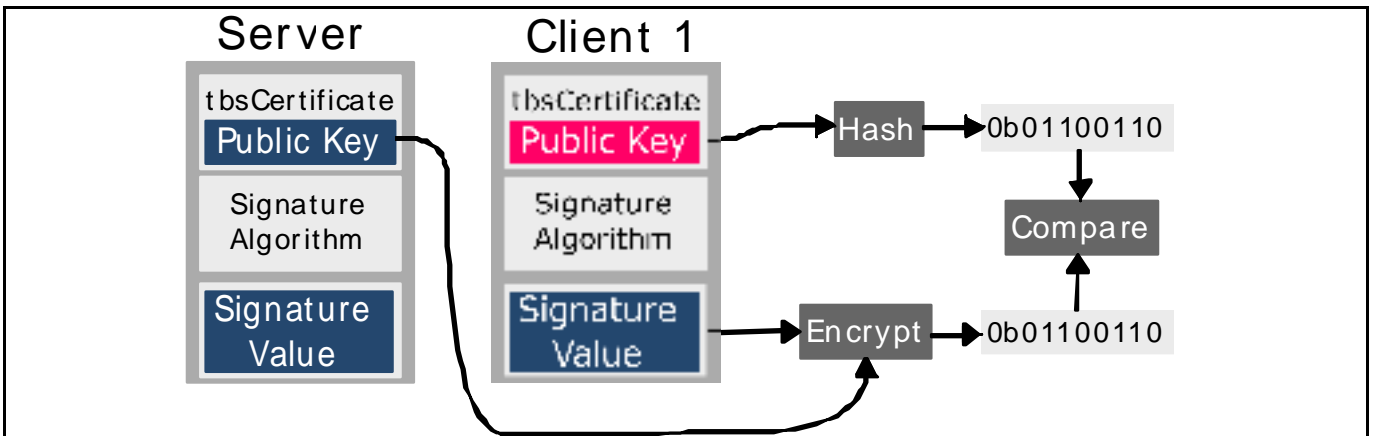 Server
tbsCertificate
Public Key
Signature
Algorithm
Signature
Value
Client 1
tbsCertificate
Public Key
Signature
Algorithm
Signature
Value
Hash
0b01100110
Compare
Encrypt
0b01100110